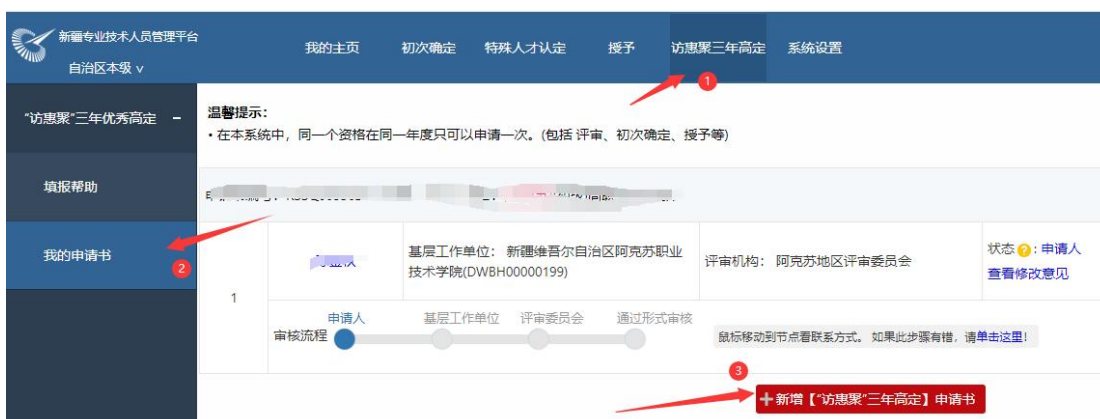 新疆专业技术人员管理平台
自治区本级 ∨
我的主页 初次确定 特殊人才认定 授予 访惠聚三年高定 系统设置
1
“访惠聚”三年优秀高定 -
填报帮助
我的申请书
2
温馨提示：
• 在本系统中，同一个资格在同一年度只可以申请一次。(包括 评审、初次确定、授予等)
1
基层工作单位： 新疆维吾尔自治区阿克苏职业
技术学院(DWBH00000199)
评审机构： 阿克苏地区评审委员会
状态 ? : 申请人
查看修改意见
审核流程
申请人 基层工作单位 评审委员会 通过形式审核
鼠标移动到节点看联系方式。 如果此步骤有错，请单击这里!
3
+新增【“访惠聚”三年高定】申请书